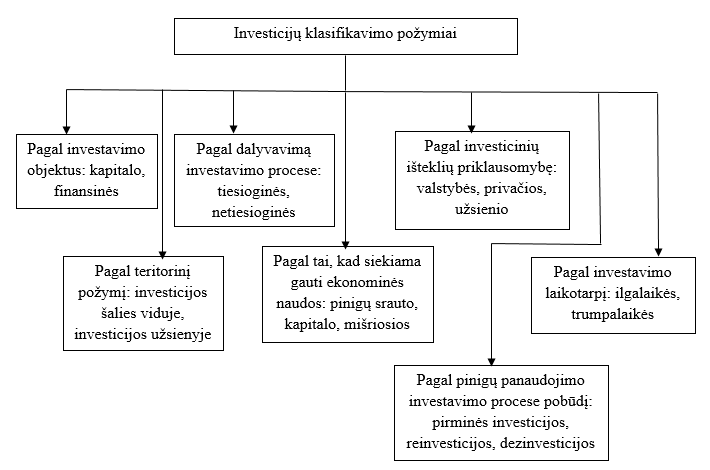 Investicijų klasifikavimo požymiai
Pagal investavimo
objektus: kapitalo,
finansinės
Pagal dalyvavimą
investavimo procese:
tiesioginės,
netiesioginės
Pagal investicinių
išteklių priklausomybę:
valstybės, privačios,
užsienio
Pagal teritorinį
požymį: investicijos
šalies viduje,
investicijos užsienyje
Pagal tai, kad siekiama
gauti ekonominės
naudos: pinigų srauto,
kapitalo, mišriosios
Pagal investavimo
laikotarpį: ilgalaikės,
trumpalaikės
Pagal pinigų panaudojimo
investavimo procese pobūdį:
pirminės investicijos,
reinvesticijos, dezinvesticijos